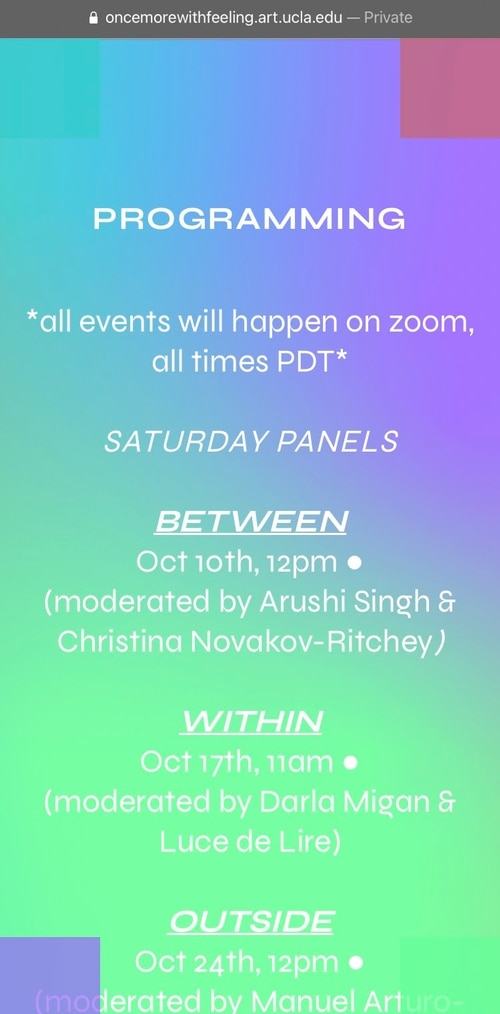 oncemorewithfeeling.art.ucla.edu — Private
PROGRAMMING
*all events will happen on zoom,
all times PDT*
SATURDAY PANELS
BETWEEN
Oct 10th, 12pm ●
(moderated by Arushi Singh &
Christina Novakov-Ritchey)
WITHIN
Oct 17th, 11am ●
(moderated by Darla Migan &
Luce de Lire)
OUTSIDE
Oct 24th, 12pm ●
(moderated by Manuel Arturo-